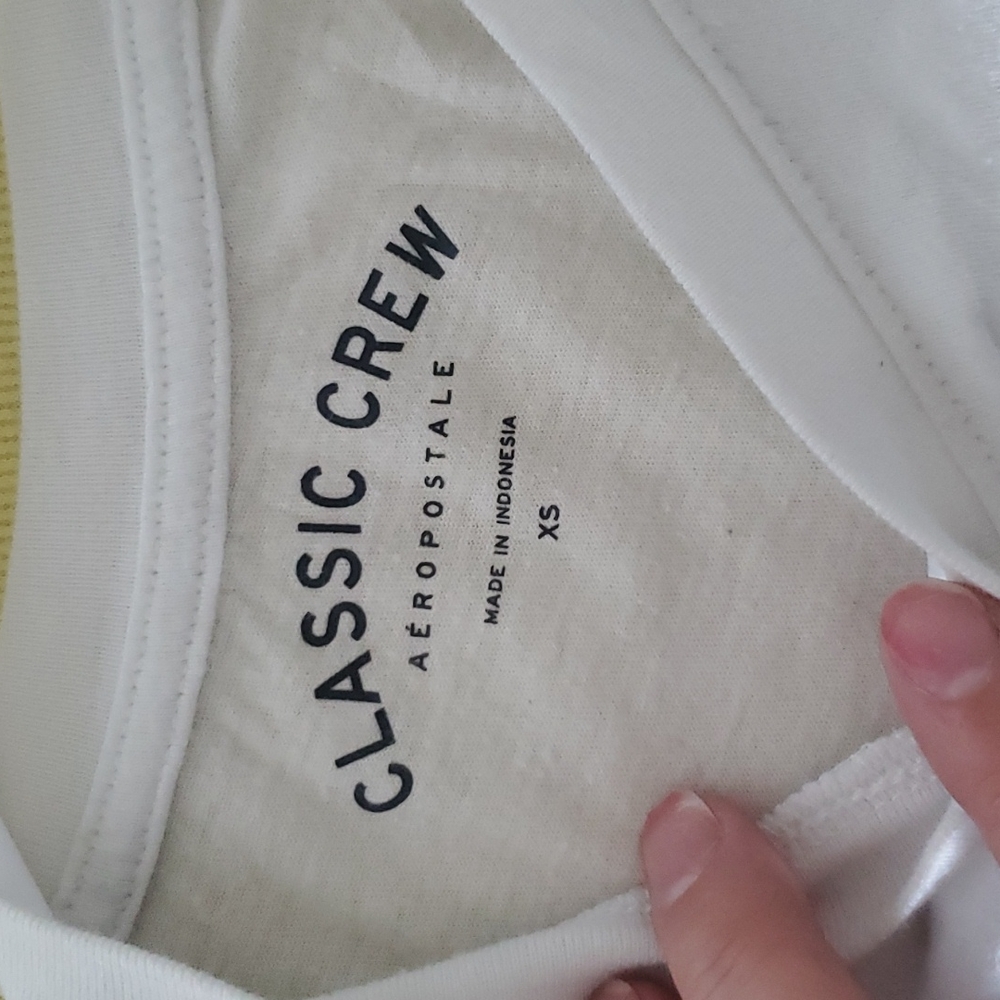 CLASSIC CREW
AÉROPOSTALE
MADE IN INDONESIA
XS